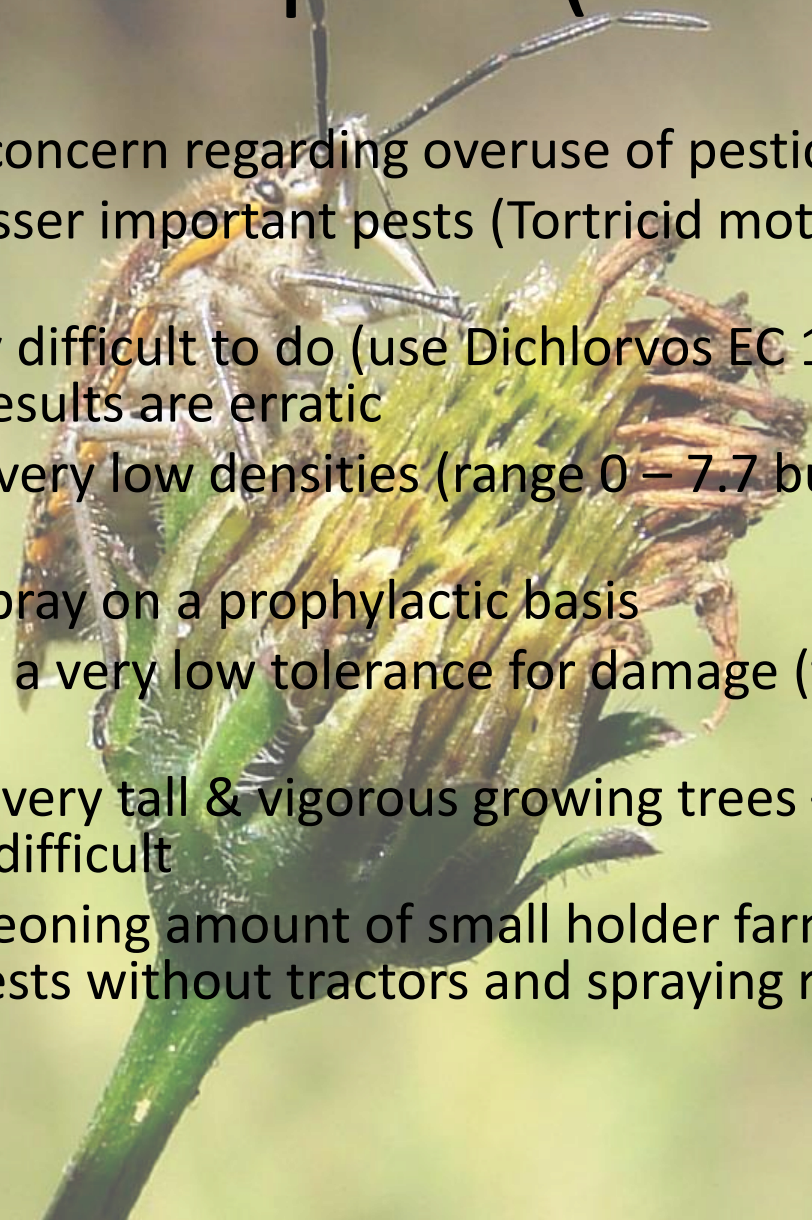 concern regarding overuse of pestic
sser important pests (Tortricid mot
difficult to do (use Dichlorvos EC 1
esults are erratic
very low densities (range 0 – 7.7 bu
pray on a prophylactic basis
a very low tolerance for damage (
very tall & vigorous growing trees
difficult
eoning amount of small holder farr
ests without tractors and spraying r